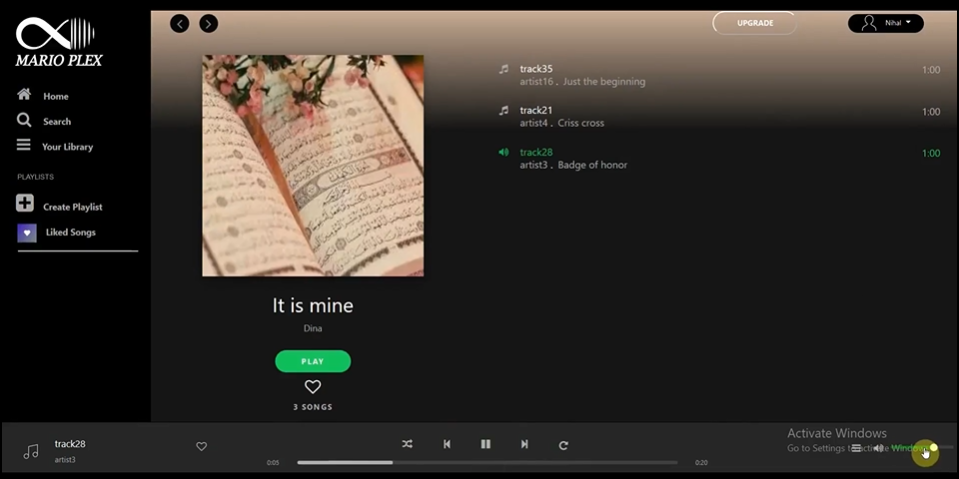 MARIO PLEX
Home
Search
Your Library
PLAYLISTS
Create Playlist
Liked Songs
UPGRADE
Nihal
It is mine
Dina
PLAY
3 SONGS
track35
artist16 . Just the beginning
1:00
track21
artist4 . Criss cross
1:00
track28
artist3 . Badge of honor
1:00
track28
artist3
0:05
0:20
Activate Windows
Go to Settings to activate Windows